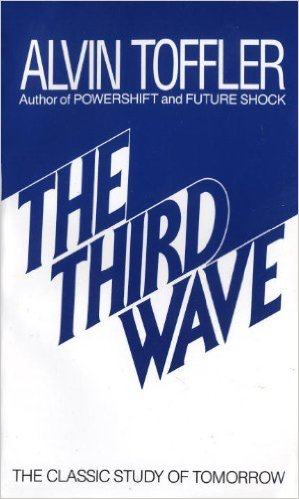 ALVIN TOFFLER
Author of POWERSHIFT and FUTURE SHOCK
THE
THIRD
WAVE
THE CLASSIC STUDY OF TOMORROW